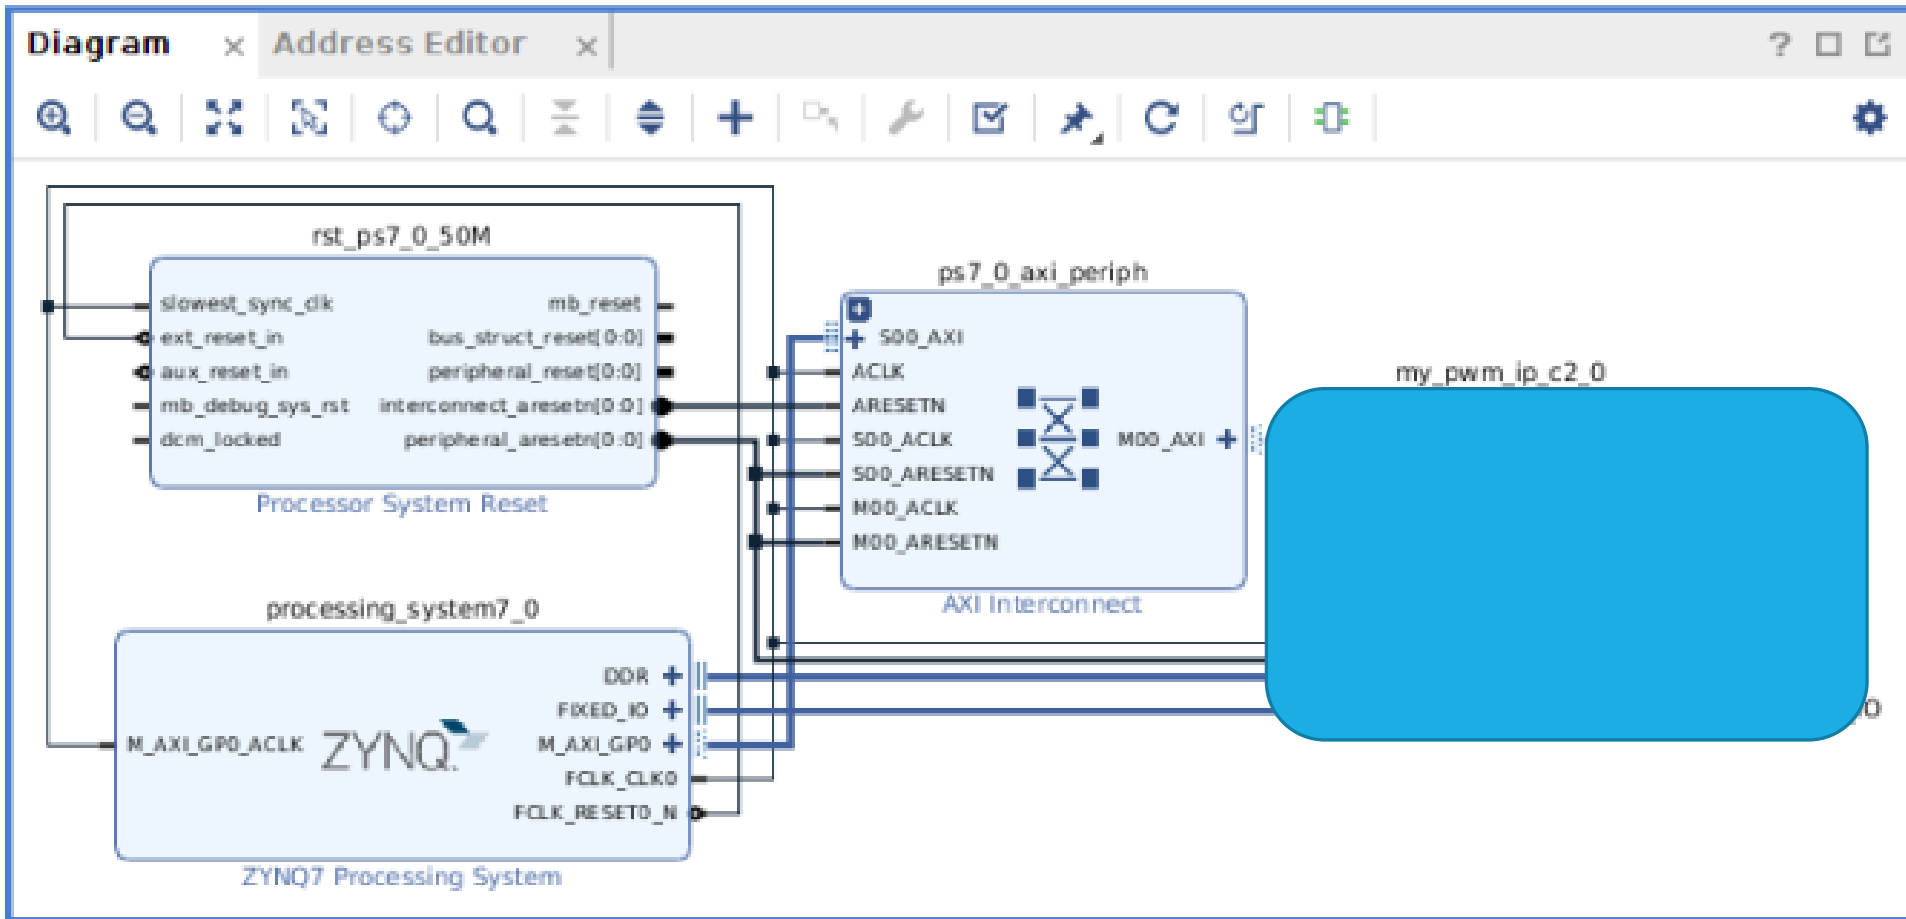 Diagram
Address Editor
?
rst_ps7_0_50M
slowest_sync_clk
ext_reset_in
aux_reset_in
mb_debug_sys_rst
dcm_locked
mb_reset
bus_struct_reset[0:0]
peripheral_reset[0:0]
interconnect_aresetn[0:0]
peripheral_aresetn[0:0]
Processor System Reset
ps7_0_axi_periph
S00_AXI
ACLK
ARESETN
S00_ACLK
S00_ARESETN
M00_ACLK
M00_ARESETN
M00_AXI
AXI Interconnect
my_pwm_ip_c2_0
processing_system7_0
M_AXI_GP0_ACLK
ZYNQ
DDR
FIXED_IO
M_AXI_GP0
FCLK_CLK0
FCLK_RESET0_N
ZYNQ7 Processing System